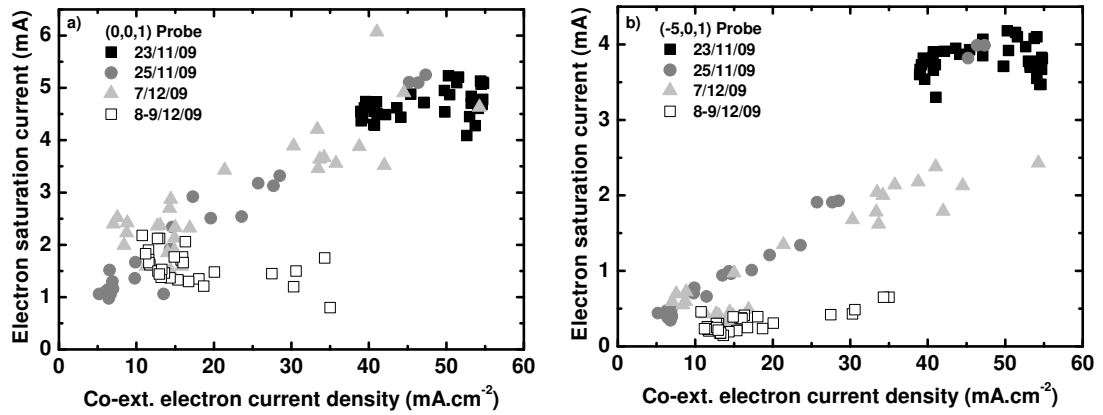 a)
(0,0,1) Probe
23/11/09
25/11/09
7/12/09
8-9/12/09
Electron saturation current (mA)
6
5
4
3
2
1
0
0 10 20 30 40 50 60
Co-ext. electron current density (mA.cm⁻²)
b)
(-5,0,1) Probe
23/11/09
25/11/09
7/12/09
8-9/12/09
Electron saturation current (mA)
4
3
2
1
0
0 10 20 30 40 50 60
Co-ext. electron current density (mA.cm⁻²)